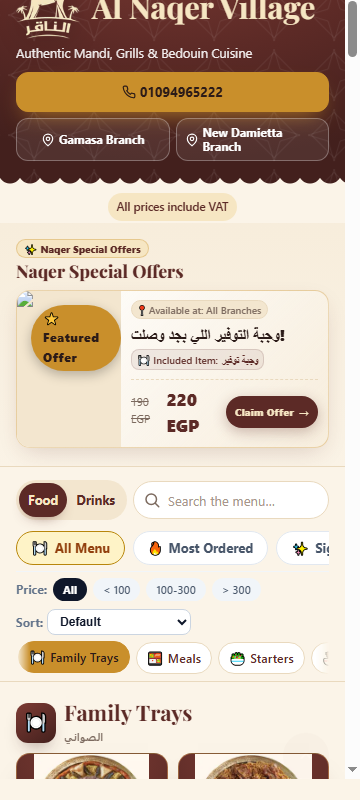 الناقر
Al Naqer Village
Authentic Mandi, Grills & Bedouin Cuisine
01094965222
Gamasa Branch
New Damietta
Branch
All prices include VAT
Naqer Special Offers
Naqer Special Offers
Featured
Offer
Available at: All Branches
وجبة التوفير اللي بجد وصلت!
Included Item: وجبة توفير
190
EGP
220
EGP
Claim Offer →
Food
Drinks
Search the menu...
All Menu
Most Ordered
Sig
Price:
All
< 100
100-300
> 300
Sort:
Default
Family Trays
Meals
Starters
Family Trays
الصواني